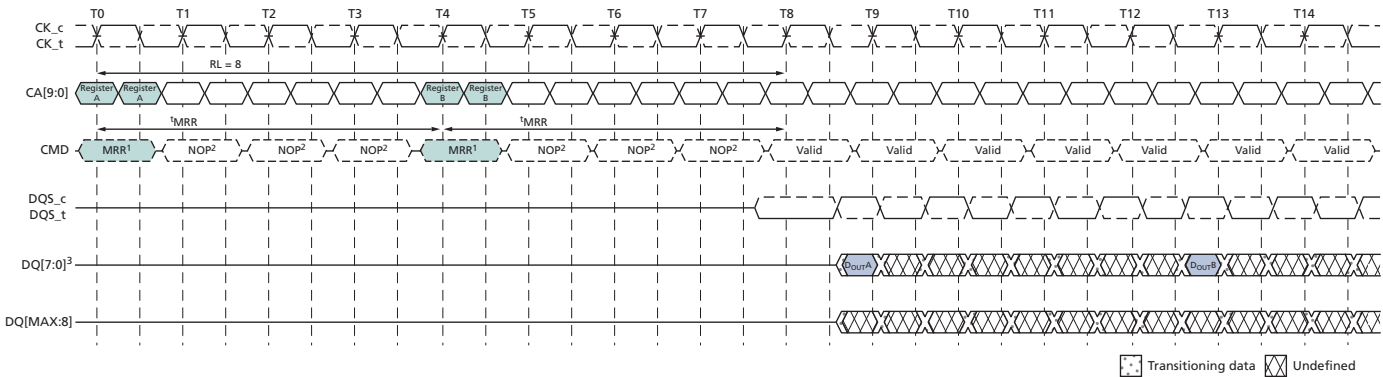 T0 T1 T2 T3 T4 T5 T6 T7 T8 T9 T10 T11 T12 T13 T14
CK_c
CK_t
RL = 8
CA[9:0] Register A Register A Register B Register B
tMRR tMRR
CMD MRR1 NOP2 NOP2 NOP2 MRR1 NOP2 NOP2 NOP2 Valid Valid Valid Valid Valid Valid Valid
DQS_c
DQS_t
DQ[7:0]3 DOUTA DOUTB
DQ[MAX:8]
Transitioning data Undefined